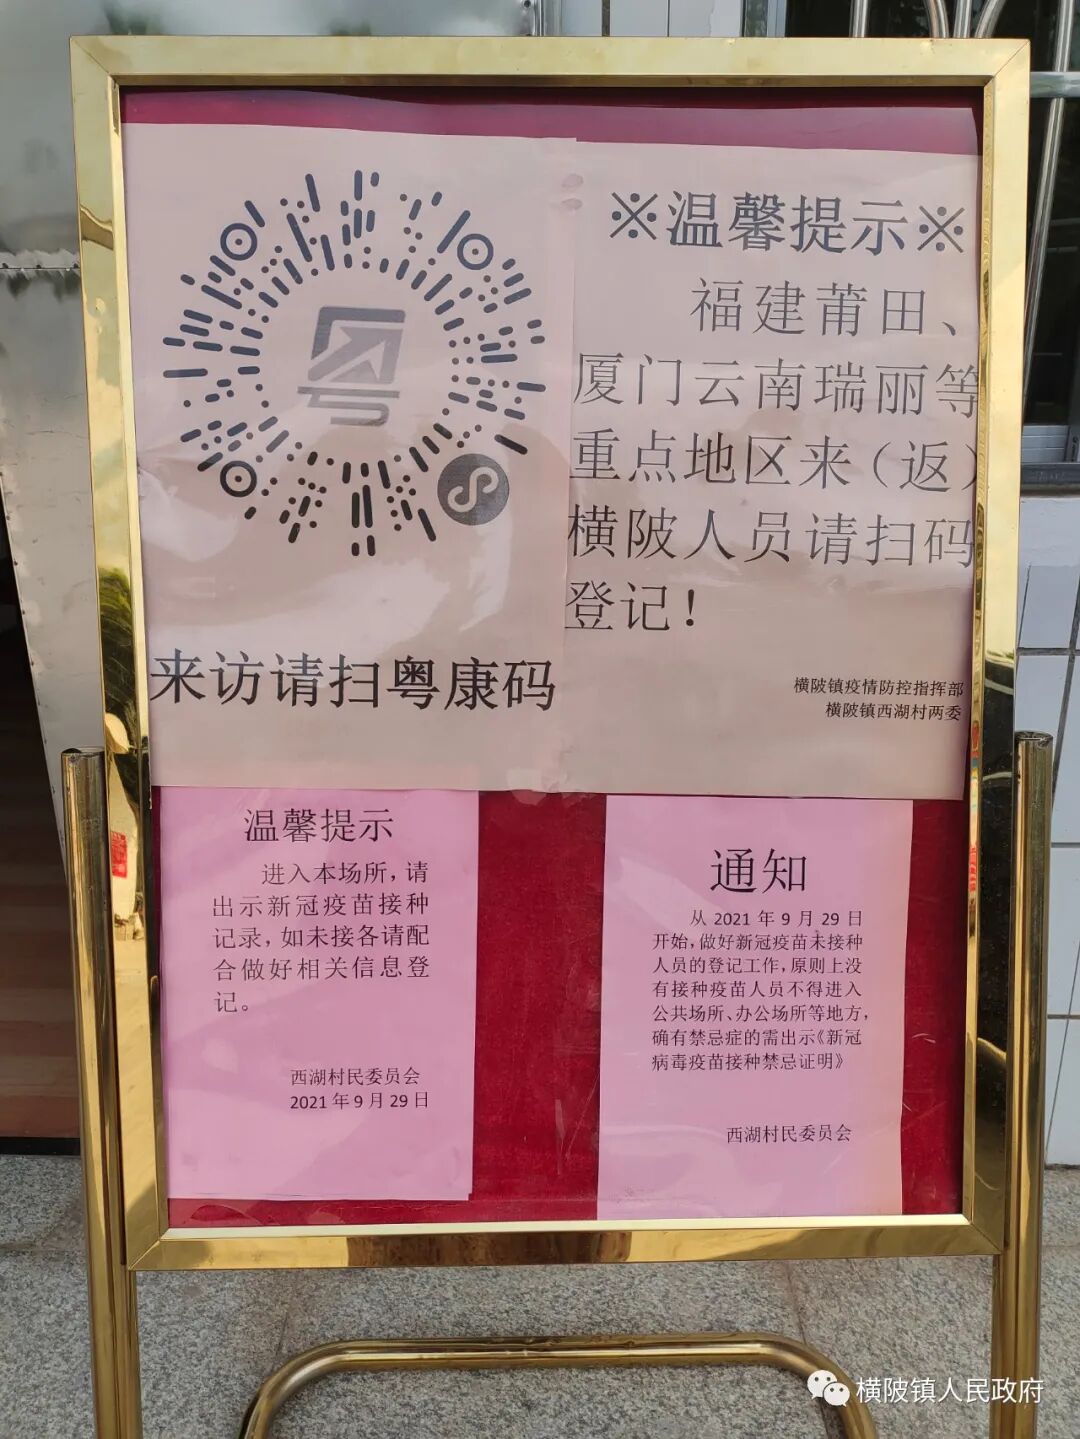 粤
来访请扫粤康码
※温馨提示※
福建莆田、
厦门云南瑞丽等
重点地区来（返）
横陂人员请扫码
登记！
横陂镇疫情防控指挥部
横陂镇西湖村两委
温馨提示
进入本场所，请
出示新冠疫苗接种
记录，如未接各请配
合做好相关信息登
记。
西湖村民委员会
2021年9月29日
通知
从2021年9月29日
开始，做好新冠疫苗未接种
人员的登记工作，原则上没
有接种疫苗人员不得进入
公共场所、办公场所等地方，
确有禁忌症的需出示《新冠
病毒疫苗接种禁忌证明》
西湖村民委员会
横陂镇人民政府